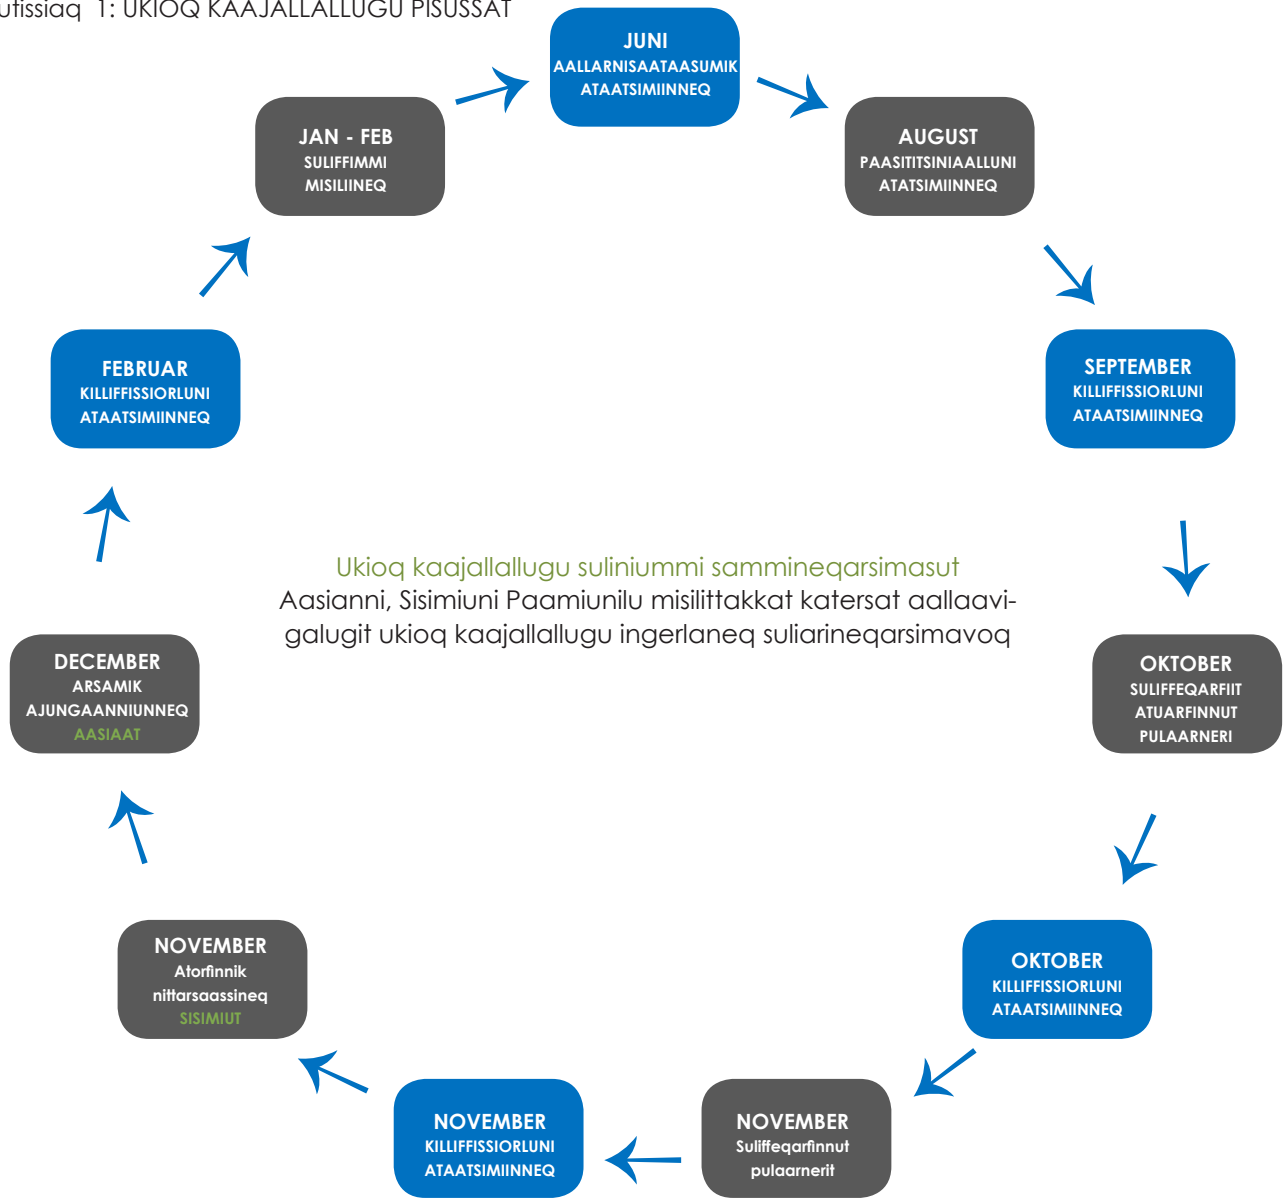 1: UKIOQ KAAJALLALLUGU PISUSSAT
JUNI
AALLARNISAATAASUMIK
ATAATSIMIINNEQ
AUGUST
PAASITITSINIAALLUNI
ATATSIMIINNEQ
SEPTEMBER
KILLIFFISSIORLUNI
ATAATSIMIINNEQ
OKTOBER
SULIFFEQARFIIT
ATUARFINNUT
PULAARNERI
OKTOBER
KILLIFFISSIORLUNI
ATAATSIMIINNEQ
NOVEMBER
Suliffeqarfinnut
pulaarnerit
NOVEMBER
KILLIFFISSIORLUNI
ATAATSIMIINNEQ
NOVEMBER
Atorfinnik
nittarsaassineq
SISIMIUT
DECEMBER
ARSAMIK
AJUNGAANNIUNNEQ
AASIAAT
FEBRUAR
KILLIFFISSIORLUNI
ATAATSIMIINNEQ
JAN - FEB
SULIFFIMMI
MISILIINEQ
Ukioq kaajallallugu suliniummi sammineqarsimasut
Aasianni, Sisimiuni Paamiunilu misilittakkat katersat aallaavi-
galugit ukioq kaajallallugu ingerlaneq suliarineqarsimavoq